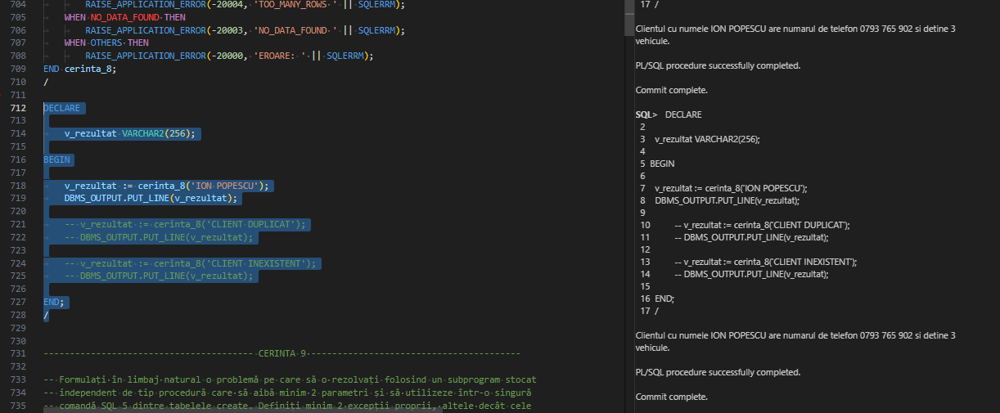 704 RAISE_APPLICATION_ERROR(-20004, 'TOO_MANY_ROWS ' || SQLERRM);
705 WHEN NO_DATA_FOUND THEN
706 RAISE_APPLICATION_ERROR(-20003, 'NO_DATA_FOUND ' || SQLERRM);
707 WHEN OTHERS THEN
708 RAISE_APPLICATION_ERROR(-20000, 'EROARE: ' || SQLERRM);
709 END cerinta_8;
710 /
711
712 DECLARE
713
714 v_rezultat VARCHAR2(256);
715
716 BEGIN
717
718 v_rezultat := cerinta_8('ION POPESCU');
719 DBMS_OUTPUT.PUT_LINE(v_rezultat);
720
721 -- v_rezultat := cerinta_8('CLIENT DUPLICAT');
722 -- DBMS_OUTPUT.PUT_LINE(v_rezultat);
723
724 -- v_rezultat := cerinta_8('CLIENT INEXISTENT');
725 -- DBMS_OUTPUT.PUT_LINE(v_rezultat);
726
727 END;
728 /
729
730
731 ---------------------------------------- CERINTA 9 ----------------------------------------
732
733 -- Formulați în limbaj natural o problemă pe care să o rezolvați folosind un subprogram stocat
734 -- independent de tip procedură care să aibă minim 2 parametri și să utilizeze într-o singură
735 -- comandă SQL 5 dintre tabelele create. Definiți minim 2 excepții proprii, altele decât cele
17 /
Clientul cu numele ION POPESCU are numarul de telefon 0793 765 902 si detine 3
vehicule.
PL/SQL procedure successfully completed.
Commit complete.
SQL> DECLARE
2
3 v_rezultat VARCHAR2(256);
4
5 BEGIN
6
7 v_rezultat := cerinta_8('ION POPESCU');
8 DBMS_OUTPUT.PUT_LINE(v_rezultat);
9
10 -- v_rezultat := cerinta_8('CLIENT DUPLICAT');
11 -- DBMS_OUTPUT.PUT_LINE(v_rezultat);
12
13 -- v_rezultat := cerinta_8('CLIENT INEXISTENT');
14 -- DBMS_OUTPUT.PUT_LINE(v_rezultat);
15
16 END;
17 /
Clientul cu numele ION POPESCU are numarul de telefon 0793 765 902 si detine 3
vehicule.
PL/SQL procedure successfully completed.
Commit complete.